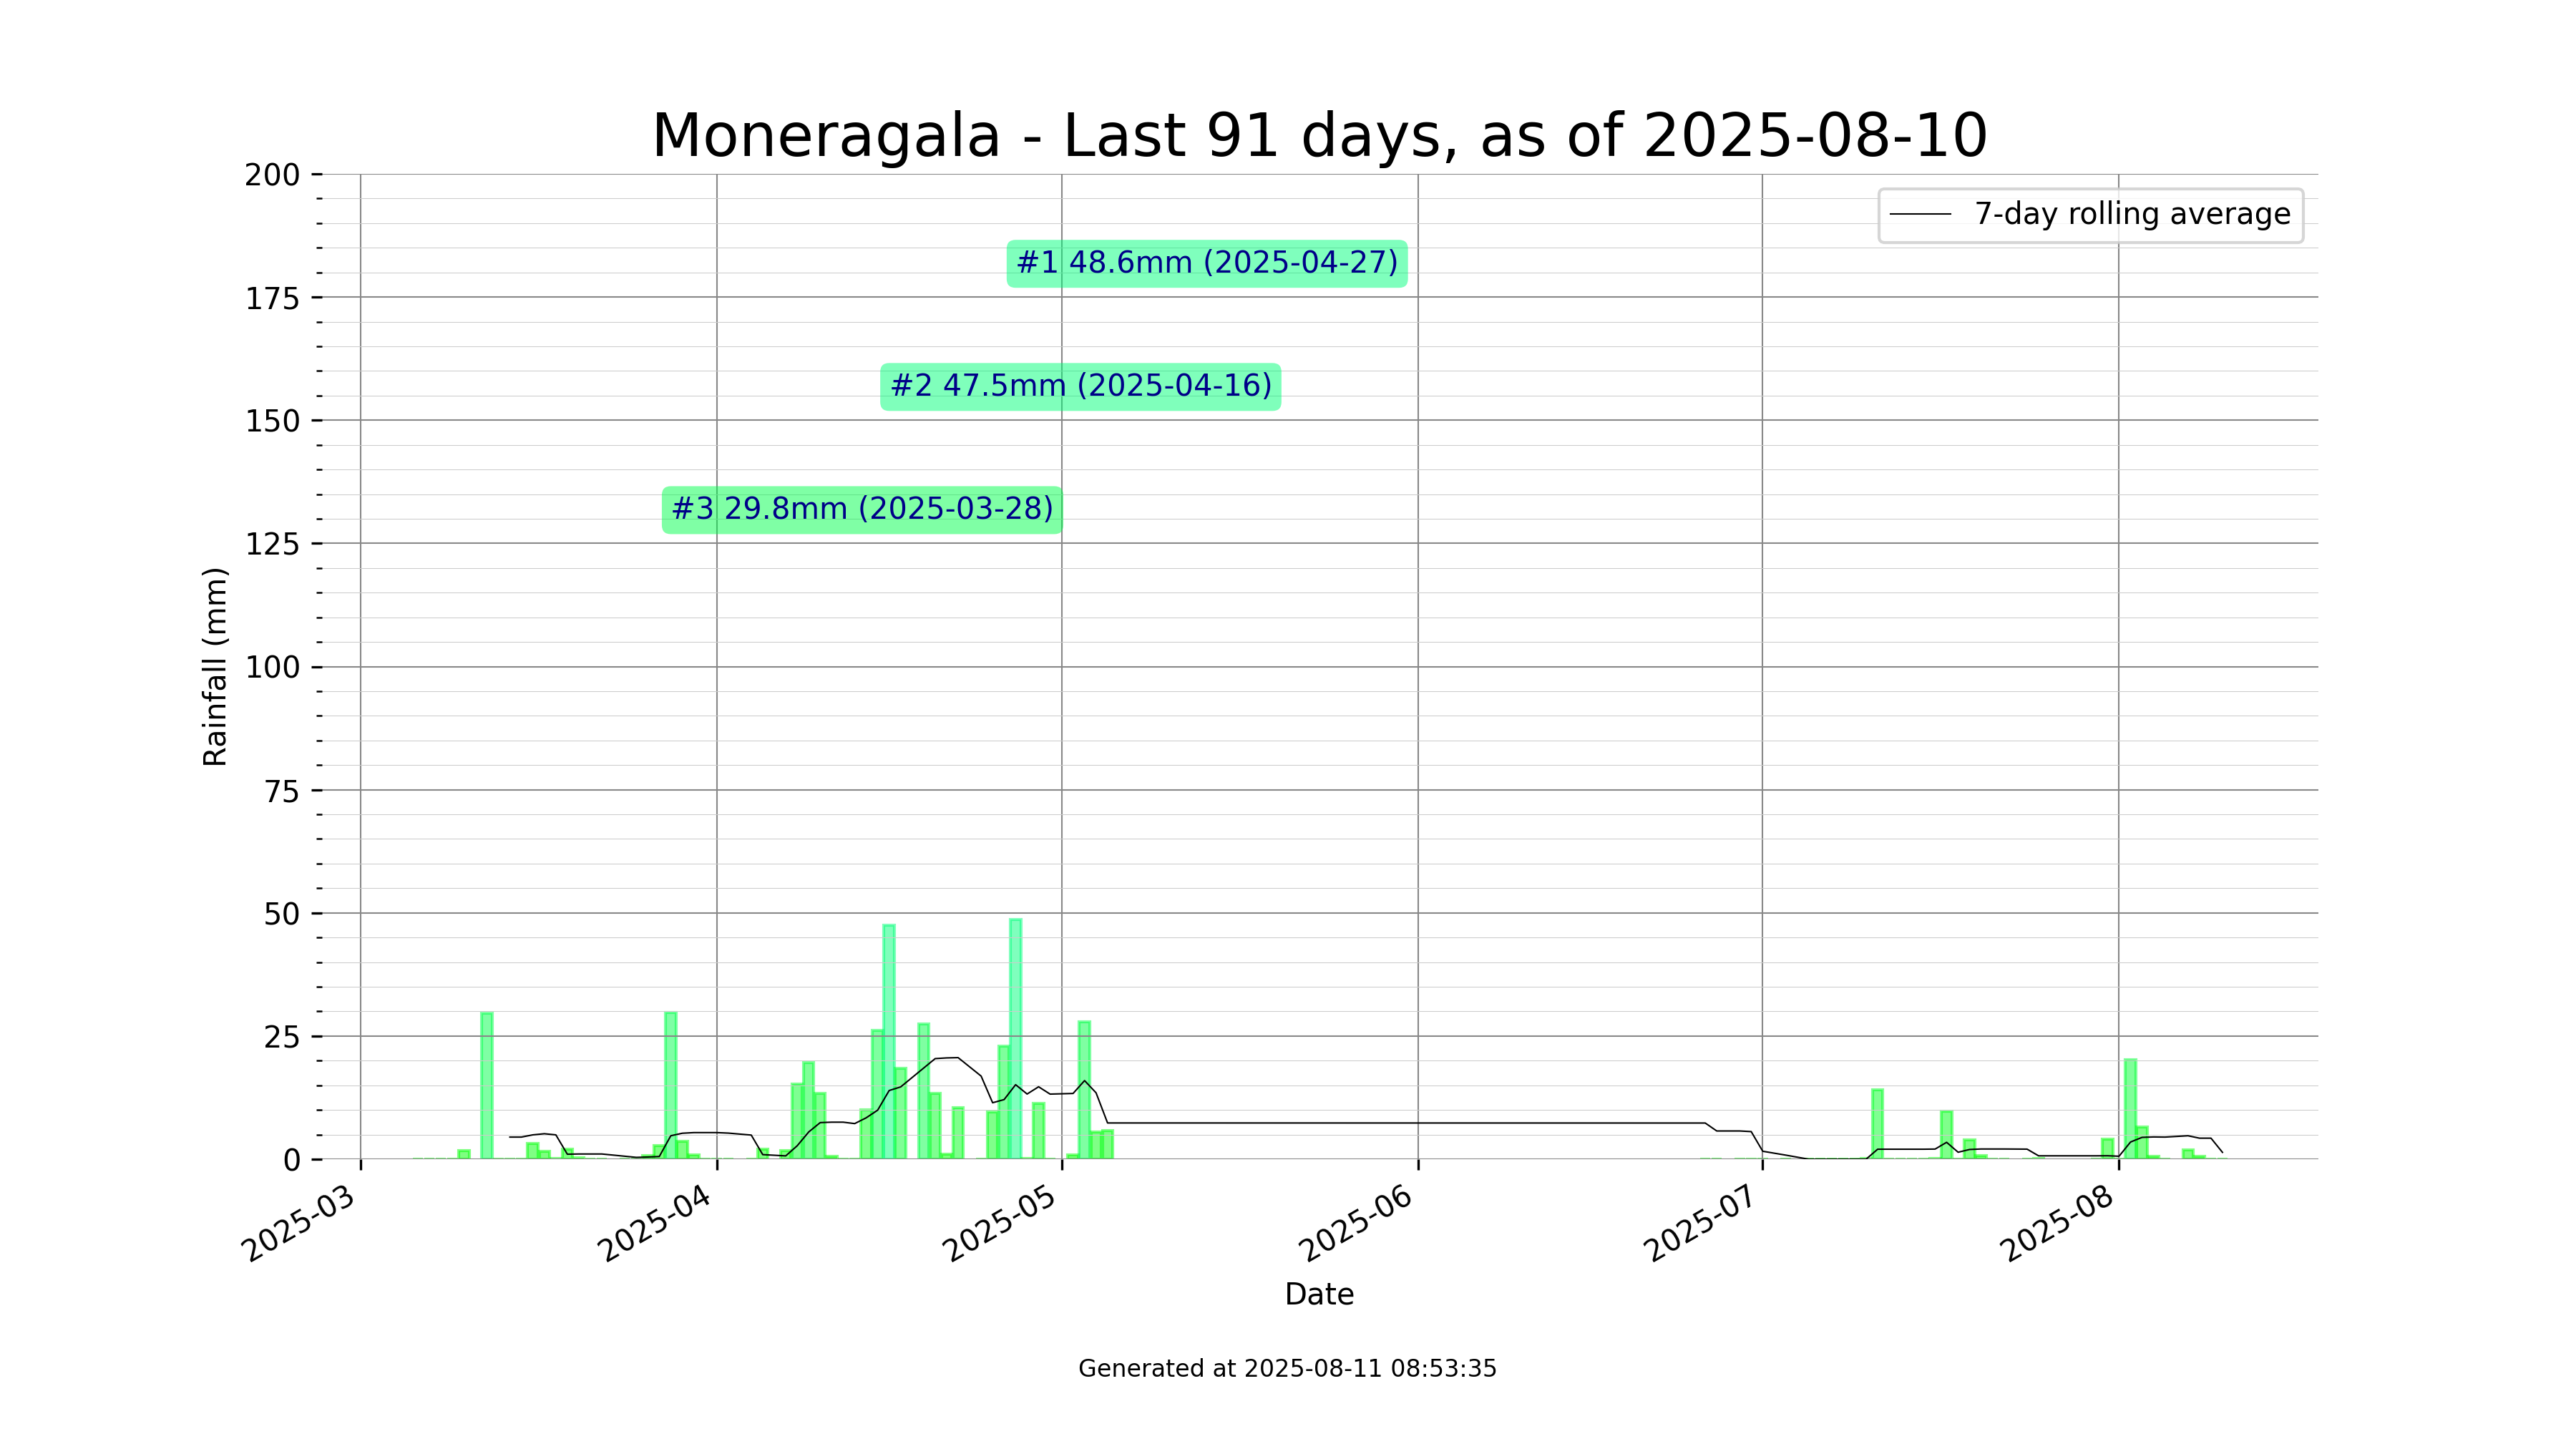 Moneragala - Last 91 days, as of 2025-08-10
200
175
150
125
100
75
50
25
0
Rainfall (mm)
7-day rolling average
#1 48.6mm (2025-04-27)
#2 47.5mm (2025-04-16)
#3 29.8mm (2025-03-28)
2025-03
2025-04
2025-05
2025-06
2025-07
2025-08
Date
Generated at 2025-08-11 08:53:35